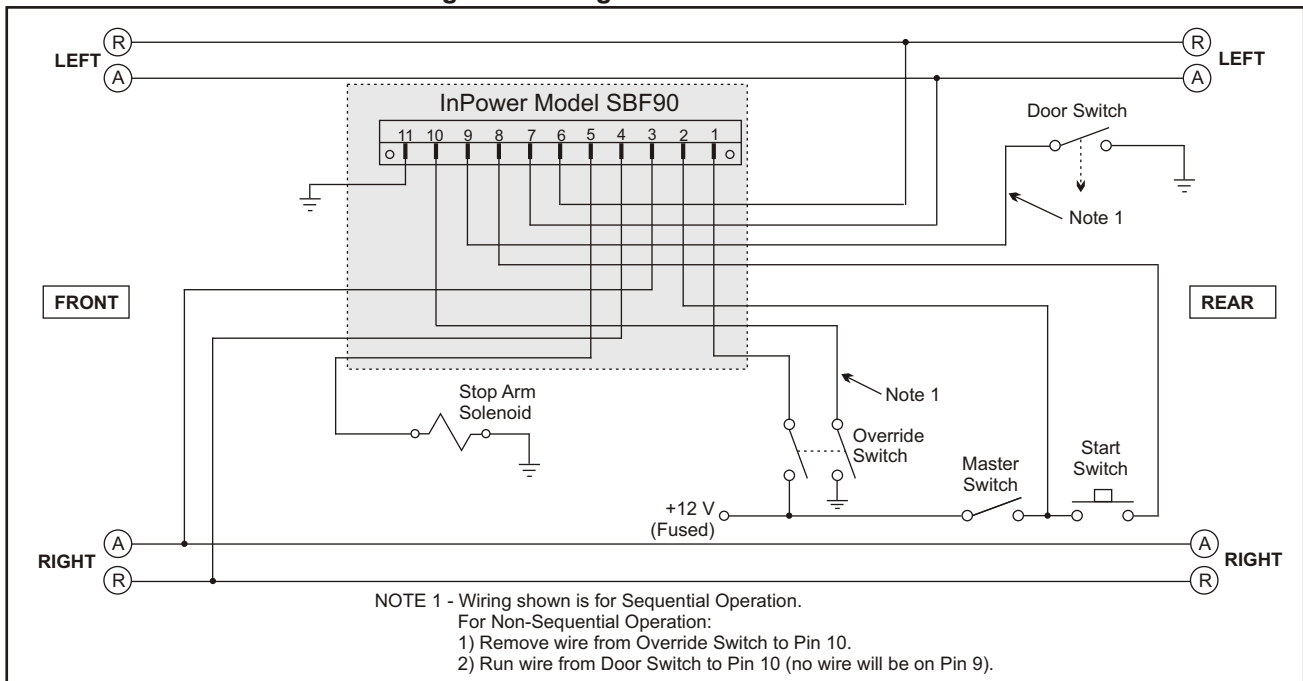 R
LEFT
A
R
LEFT
A
InPower Model SBF90
11 10 9 8 7 6 5 4 3 2 1
Door Switch
Note 1
FRONT
REAR
Stop Arm
Solenoid
Note 1
Override
Switch
Master
Switch
Start
Switch
+12 V
(Fused)
A
RIGHT
R
A
RIGHT
R
NOTE 1 - Wiring shown is for Sequential Operation.
For Non-Sequential Operation:
1) Remove wire from Override Switch to Pin 10.
2) Run wire from Door Switch to Pin 10 (no wire will be on Pin 9).